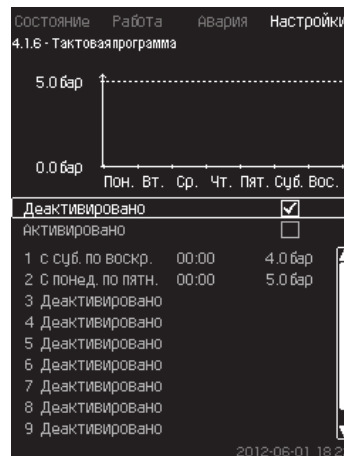 Состояние Работа Авария Настройки
4.1.6 - Тактовая программа
5.0 бар
0.0 бар
Пон. Вт. Ср. Чт. Пят. Суб. Вос.
Деактивировано
Активировано
1 с суб. по воскр. 00:00 4.0 бар
2 С понед. по пятн. 00:00 5.0 бар
3 Деактивировано
4 Деактивировано
5 Деактивировано
6 Деактивировано
7 Деактивировано
8 Деактивировано
9 Деактивировано
2012-06-01